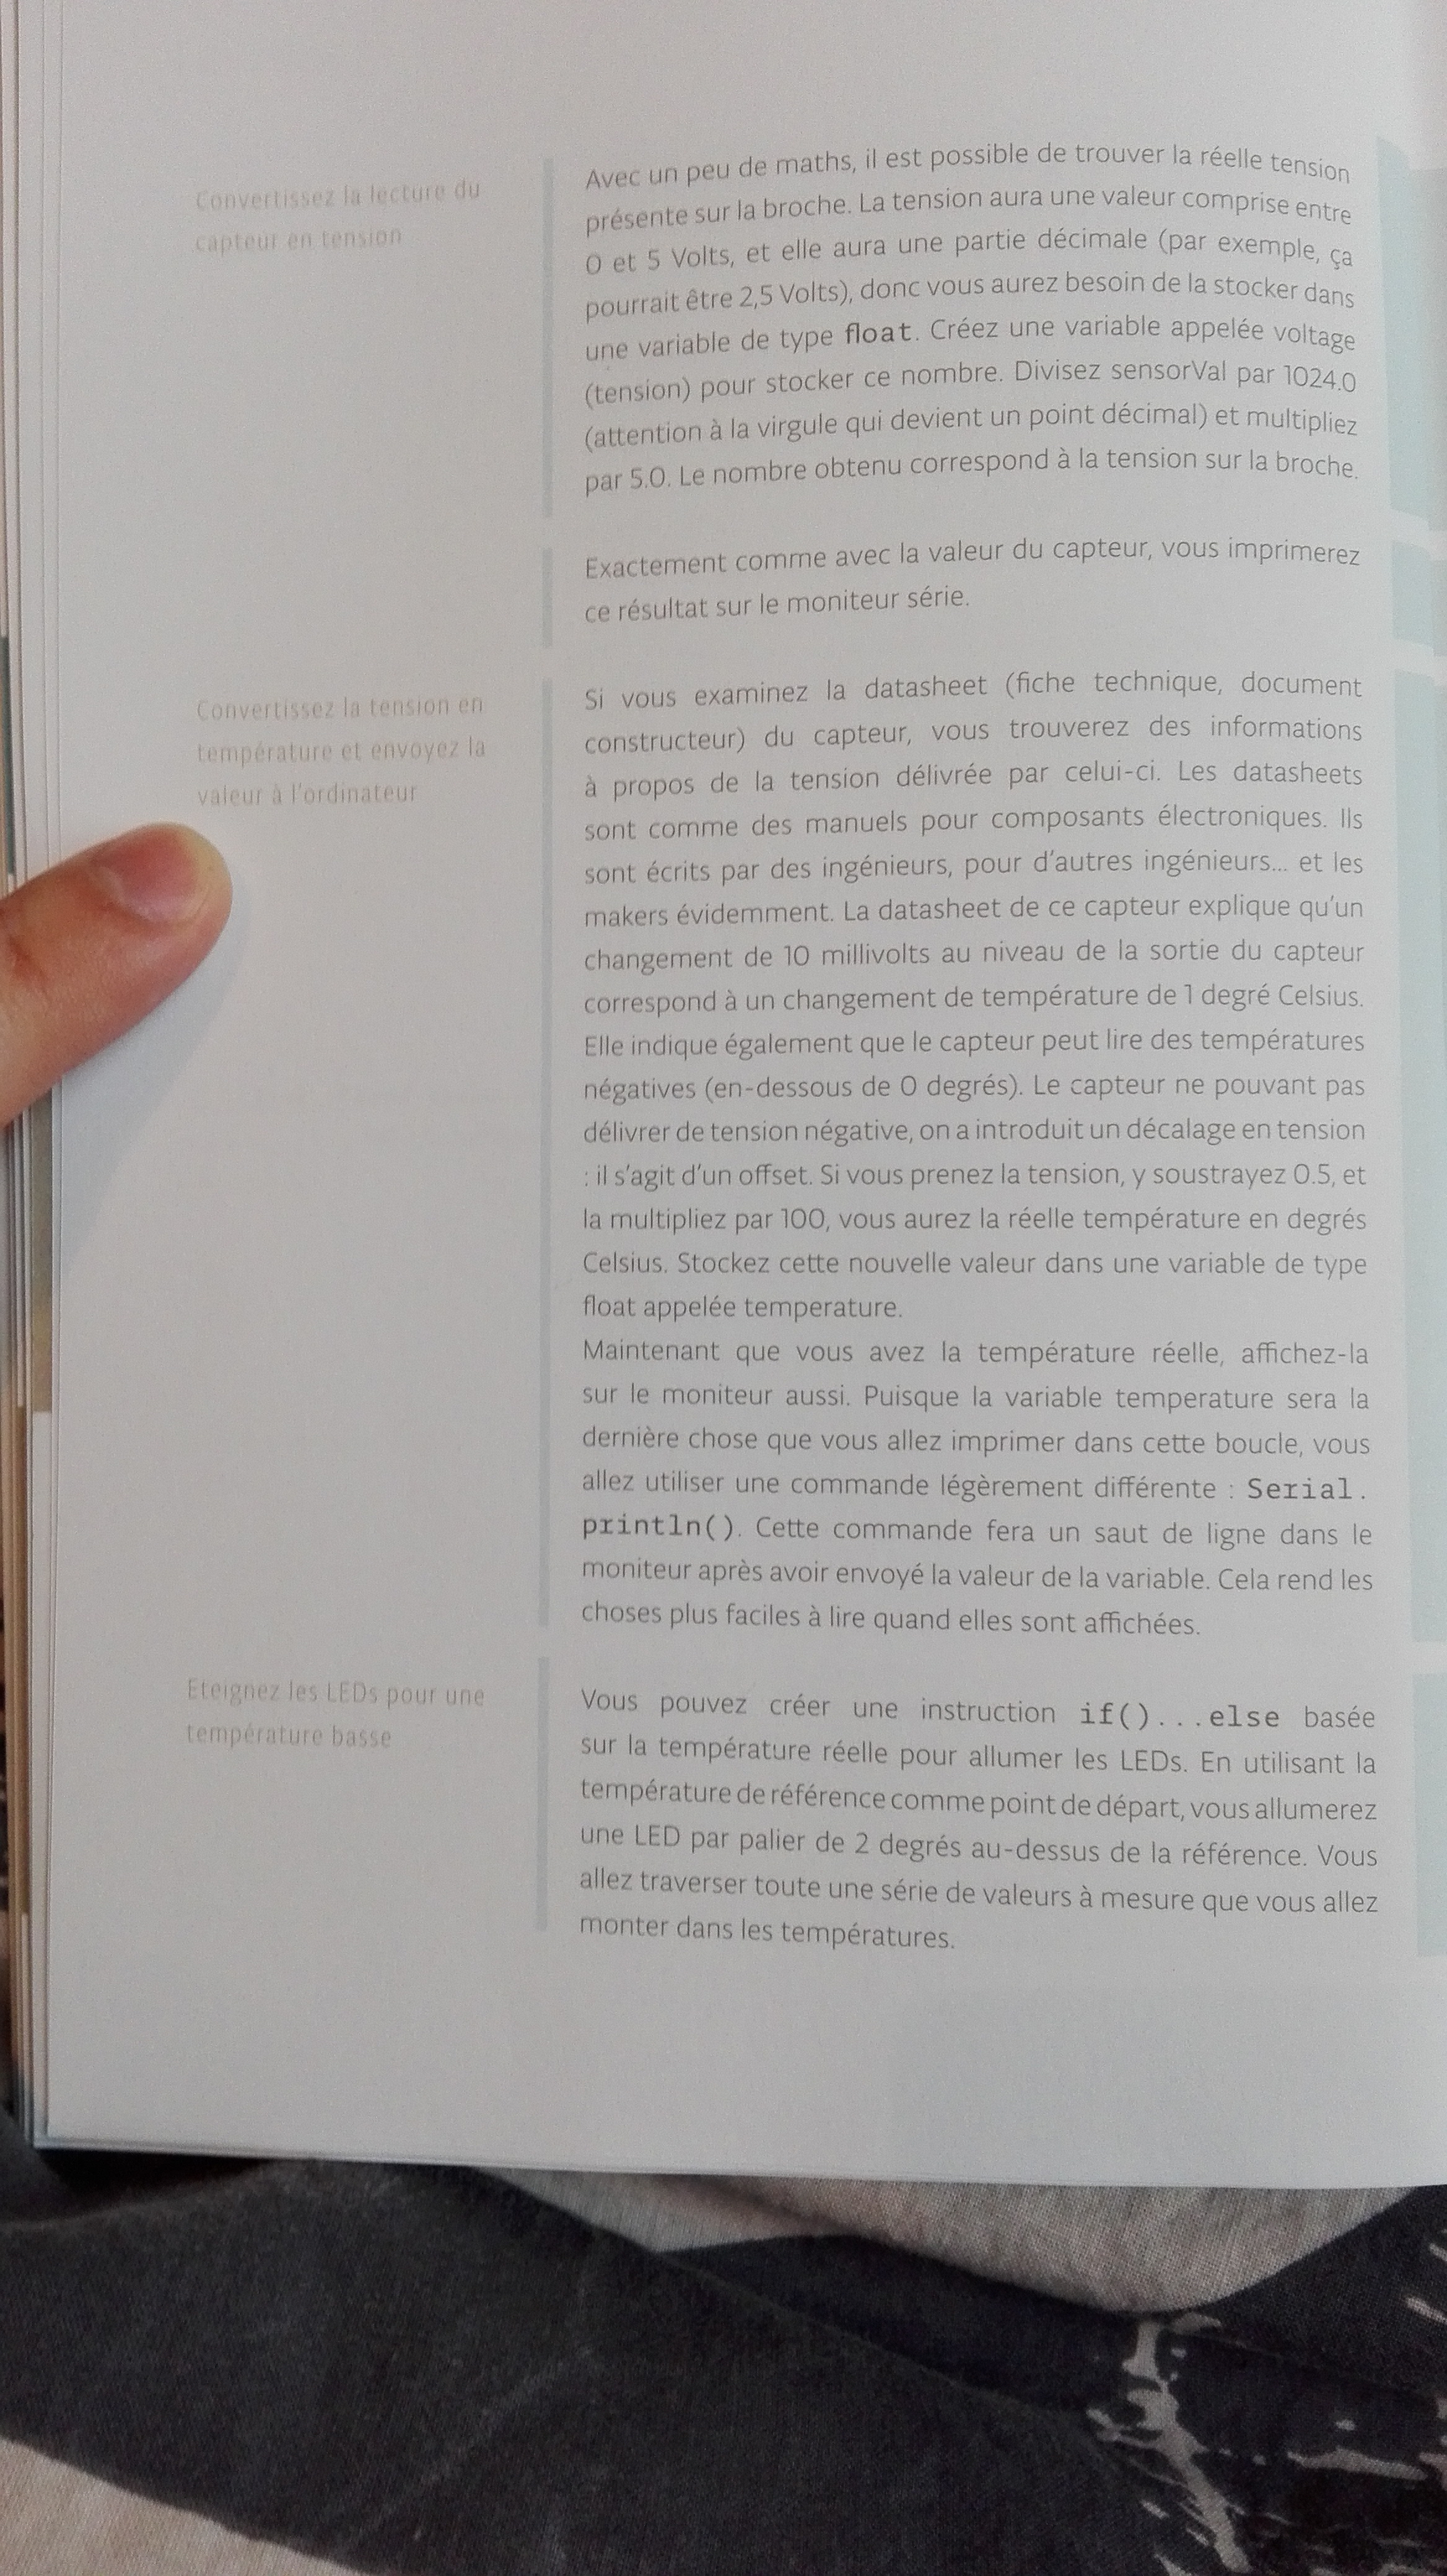 Convertissez la lecture du
capteur en tension
Avec un peu de maths, il est possible de trouver la réelle tension
présente sur la broche. La tension aura une valeur comprise entre
0 et 5 Volts, et elle aura une partie décimale (par exemple, ça
pourrait être 2,5 Volts), donc vous aurez besoin de la stocker dans
une variable de type float. Créez une variable appelée voltage
(tension) pour stocker ce nombre. Divisez sensorVal par 1024.0
(attention à la virgule qui devient un point décimal) et multipliez
par 5.0. Le nombre obtenu correspond à la tension sur la broche.
Exactement comme avec la valeur du capteur, vous imprimerez
ce résultat sur le moniteur série.
Convertissez la tension en
température et envoyez la
valeur à l'ordinateur
Si vous examinez la datasheet (fiche technique, document
constructeur) du capteur, vous trouverez des informations
à propos de la tension délivrée par celui-ci. Les datasheets
sont comme des manuels pour composants électroniques. Ils
sont écrits par des ingénieurs, pour d'autres ingénieurs... et les
makers évidemment. La datasheet de ce capteur explique qu'un
changement de 10 millivolts au niveau de la sortie du capteur
correspond à un changement de température de 1 degré Celsius.
Elle indique également que le capteur peut lire des températures
négatives (en-dessous de 0 degrés). Le capteur ne pouvant pas
délivrer de tension négative, on a introduit un décalage en tension
: il s'agit d'un offset. Si vous prenez la tension, y soustrayez 0.5, et
la multipliez par 100, vous aurez la réelle température en degrés
Celsius. Stockez cette nouvelle valeur dans une variable de type
float appelée temperature.
Maintenant que vous avez la température réelle, affichez-la
sur le moniteur aussi. Puisque la variable temperature sera la
dernière chose que vous allez imprimer dans cette boucle, vous
allez utiliser une commande légèrement différente : Serial.
println(). Cette commande fera un saut de ligne dans le
moniteur après avoir envoyé la valeur de la variable. Cela rend les
choses plus faciles à lire quand elles sont affichées.
Eteignez les LEDs pour une
température basse
Vous pouvez créer une instruction if()...else basée
sur la température réelle pour allumer les LEDs. En utilisant la
température de référence comme point de départ, vous allumerez
une LED par palier de 2 degrés au-dessus de la référence. Vous
allez traverser toute une série de valeurs à mesure que vous allez
monter dans les températures.